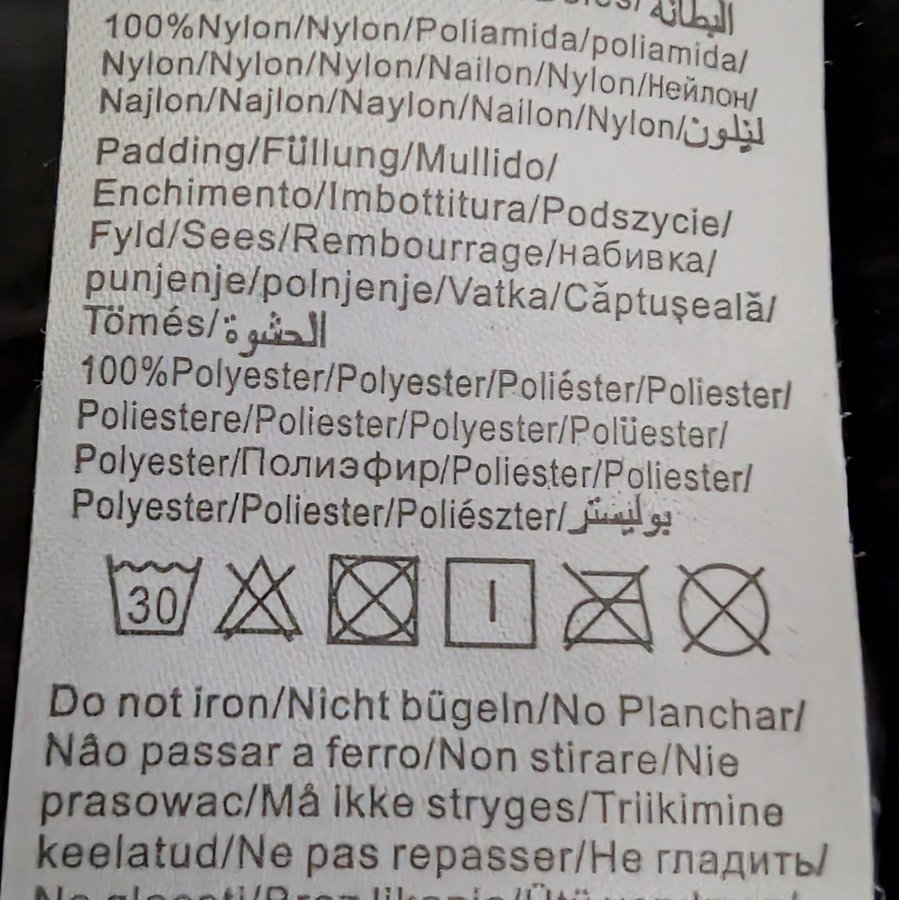 البطانة
100%Nylon/Nylon/Poliamida/poliamida/
Nylon/Nylon/Nylon/Nailon/Nylon/Нейлон/
Najlon/Najlon/Naylon/Nailon/Nylon/لنيلون
Padding/Füllung/Mullido/
Enchimento/Imbottitura/Podszycie/
Fyld/Sees/Rembourrage/набивка/
punjenje/polnjenje/Vatka/Căptuşeală/
Tömés/الحشوة
100%Polyester/Polyester/Poliéster/Poliester/
Poliestere/Poliester/Polyester/Polüester/
Polyester/Полиэфир/Poliester/Poliester/
Polyester/Poliester/Poliészter/بوليستر
30
Do not iron/Nicht bügeln/No Planchar/
Nâo passar a ferro/Non stirare/Nie
prasowac/Må ikke stryges/Triikimine
keelatud/Ne pas repasser/Не гладить/